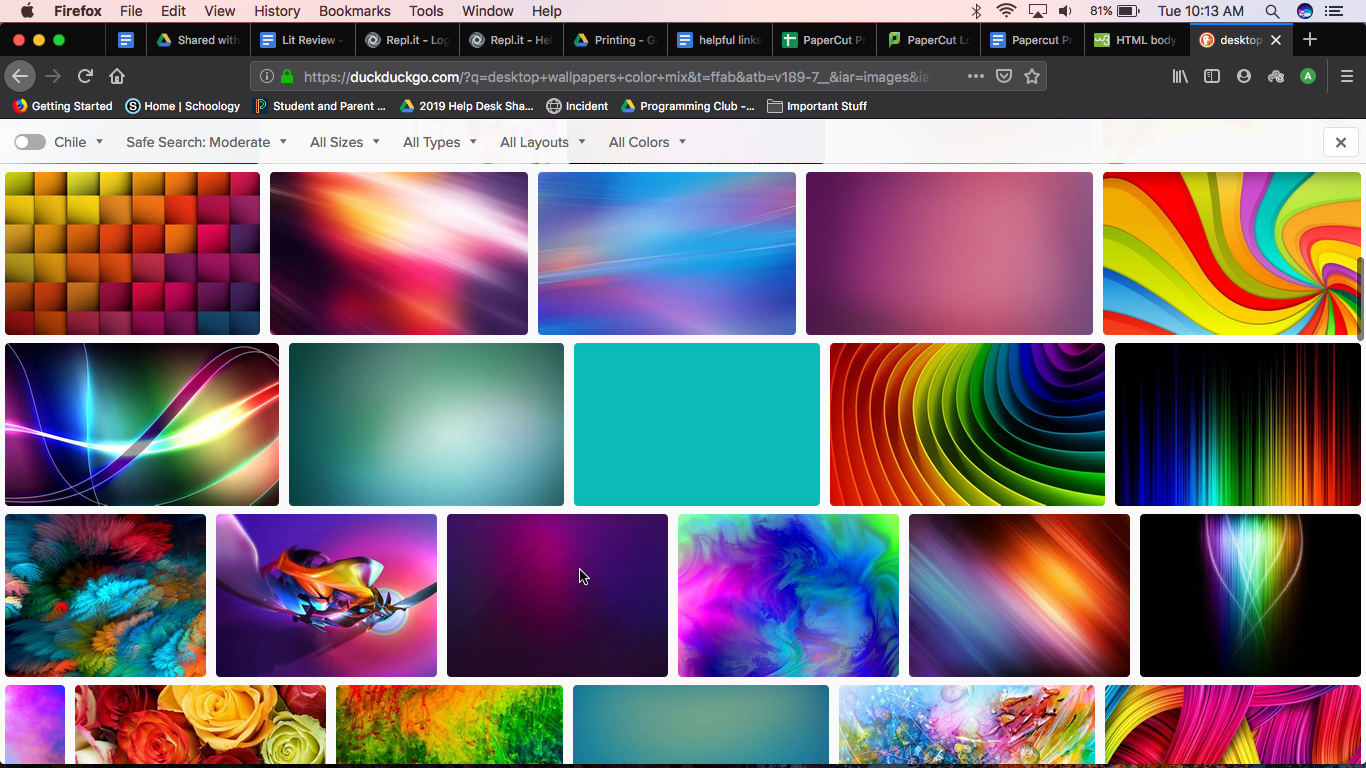 Firefox File Edit View History Bookmarks Tools Window Help 81% Tue 10:13 AM
Shared with Lit Review - Repl.it - Log Repl.it - Hel Printing - G helpful links PaperCut Pr PaperCut Lo Papercut Pr HTML body desktop
https://duckduckgo.com/?q=desktop+wallpapers+color+mix&t=ffab&atb=v189-7__&iar=images&ia A
Getting Started Home | Schoology Student and Parent ... 2019 Help Desk Sha... Incident Programming Club -... Important Stuff
Chile Safe Search: Moderate All Sizes All Types All Layouts All Colors